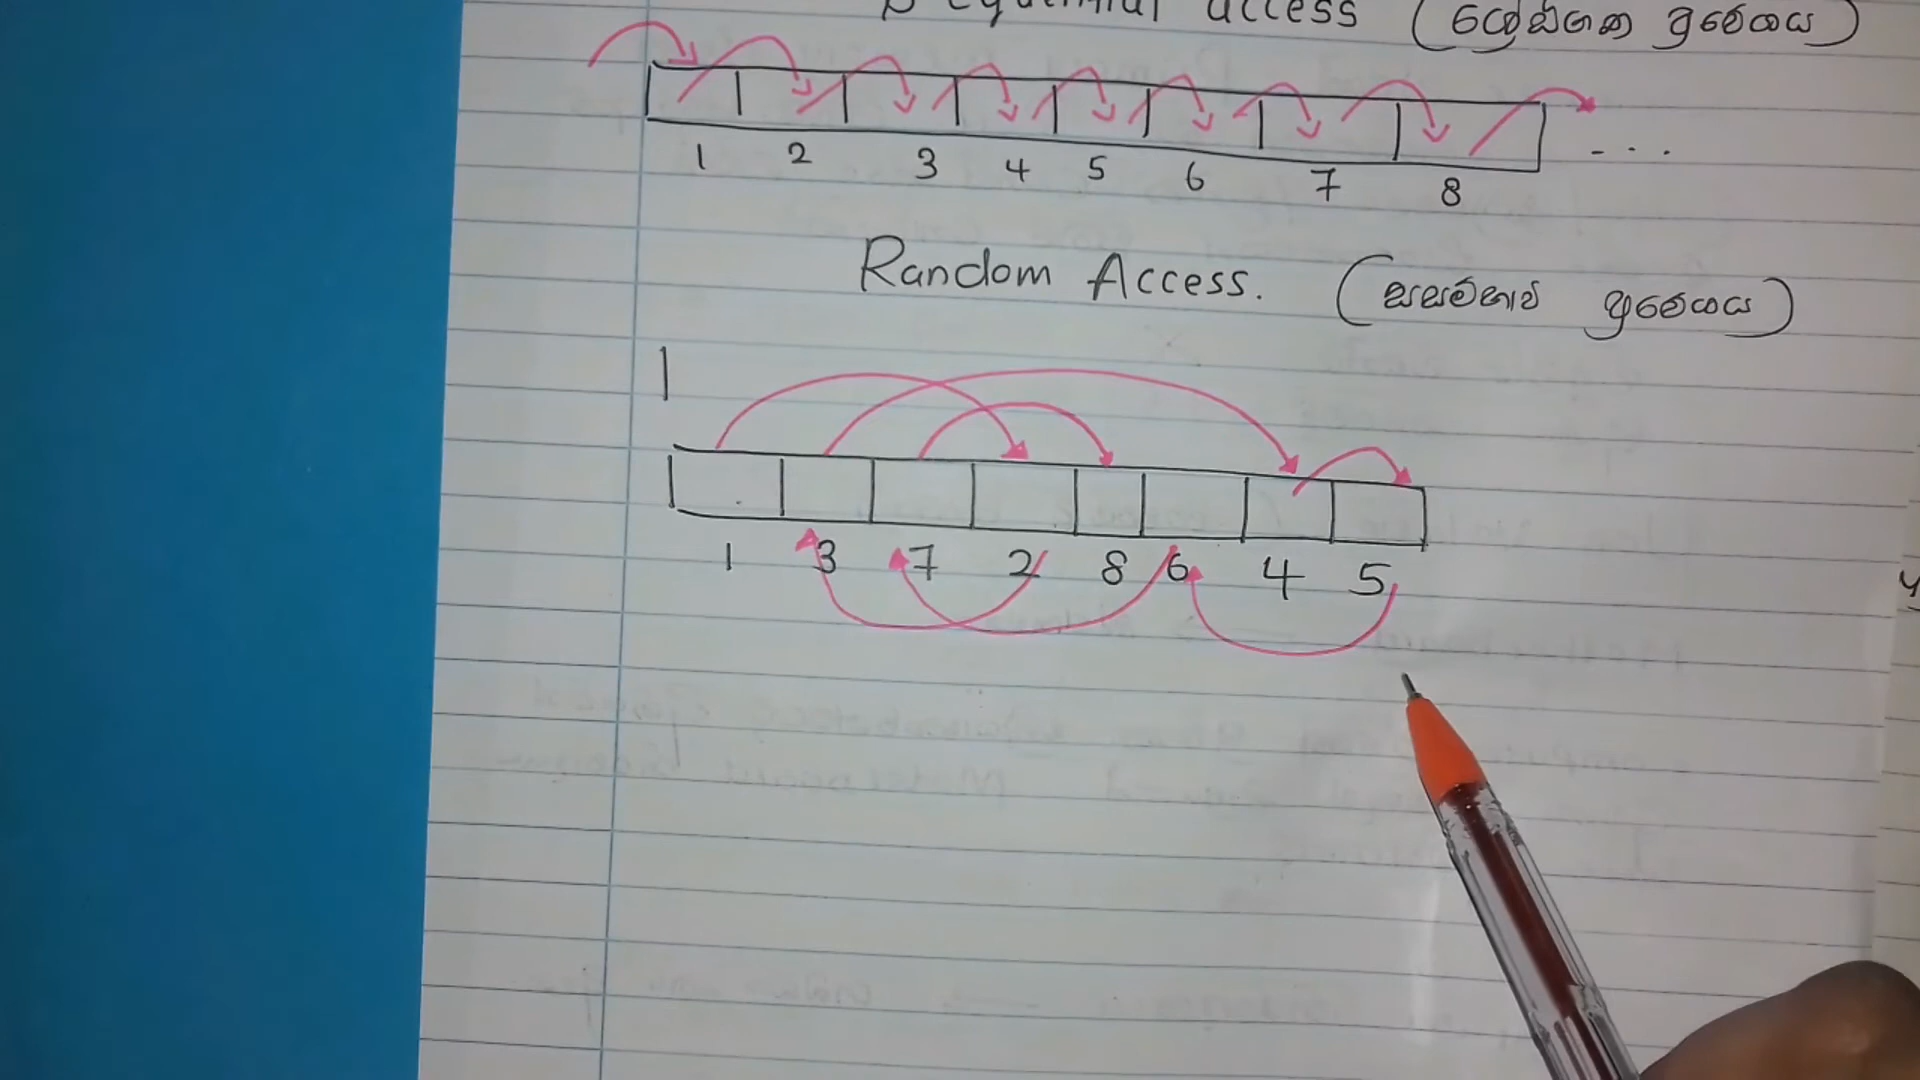 Sequential access (අනුක්‍රමික ප්‍රවේශය)
1 2 3 4 5 6 7 8 ...
Random Access. (සසම්භාවී ප්‍රවේශය)
1 3 7 2 8 6 4 5